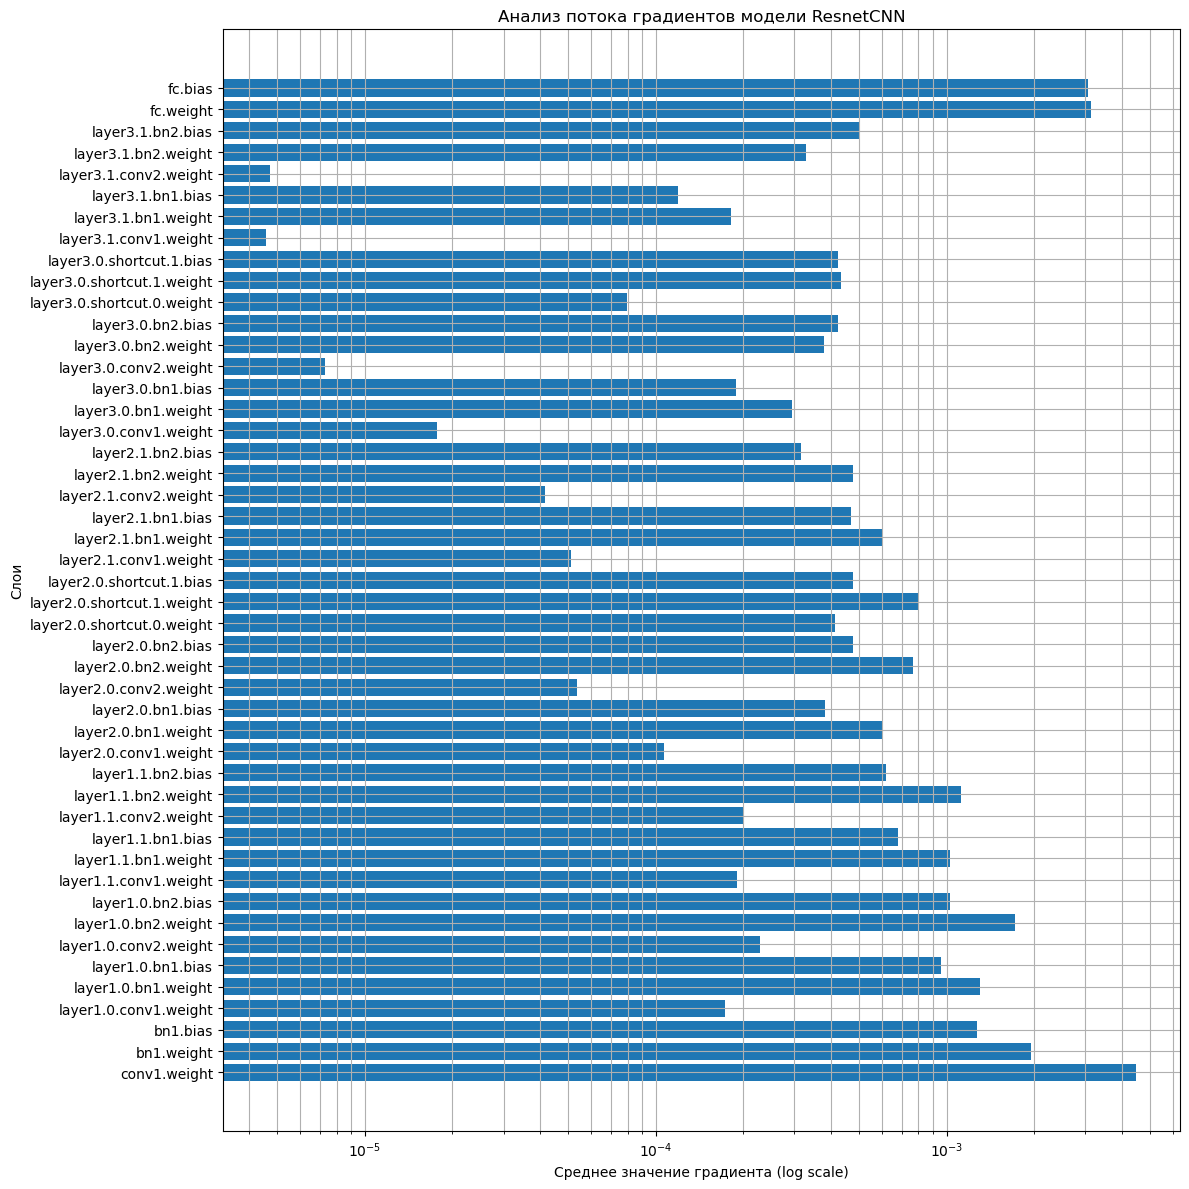 Анализ потока градиентов модели ResnetCNN
fc.bias
fc.weight
layer3.1.bn2.bias
layer3.1.bn2.weight
layer3.1.conv2.weight
layer3.1.bn1.bias
layer3.1.bn1.weight
layer3.1.conv1.weight
layer3.0.shortcut.1.bias
layer3.0.shortcut.1.weight
layer3.0.shortcut.0.weight
layer3.0.bn2.bias
layer3.0.bn2.weight
layer3.0.conv2.weight
layer3.0.bn1.bias
layer3.0.bn1.weight
layer3.0.conv1.weight
layer2.1.bn2.bias
layer2.1.bn2.weight
layer2.1.conv2.weight
layer2.1.bn1.bias
layer2.1.bn1.weight
layer2.1.conv1.weight
layer2.0.shortcut.1.bias
layer2.0.shortcut.1.weight
layer2.0.shortcut.0.weight
layer2.0.bn2.bias
layer2.0.bn2.weight
layer2.0.conv2.weight
layer2.0.bn1.bias
layer2.0.bn1.weight
layer2.0.conv1.weight
layer1.1.bn2.bias
layer1.1.bn2.weight
layer1.1.conv2.weight
layer1.1.bn1.bias
layer1.1.bn1.weight
layer1.1.conv1.weight
layer1.0.bn2.bias
layer1.0.bn2.weight
layer1.0.conv2.weight
layer1.0.bn1.bias
layer1.0.bn1.weight
layer1.0.conv1.weight
bn1.bias
bn1.weight
conv1.weight
Слои
10⁻⁵ 10⁻⁴ 10⁻³
Среднее значение градиента (log scale)